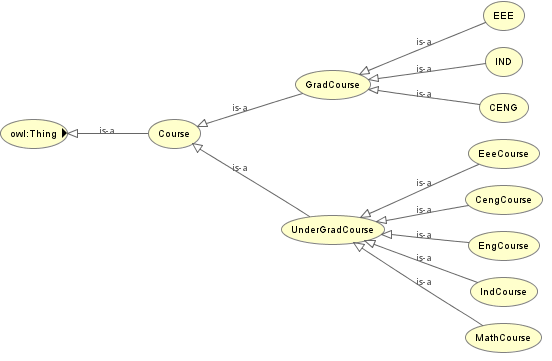 EEE
is-a
IND
is-a
GradCourse
is-a
CENG
is-a
owl:Thing
is-a
Course
is-a
EeeCourse
is-a
is-a
CengCourse
is-a
UnderGradCourse
is-a
EngCourse
is-a
IndCourse
is-a
MathCourse